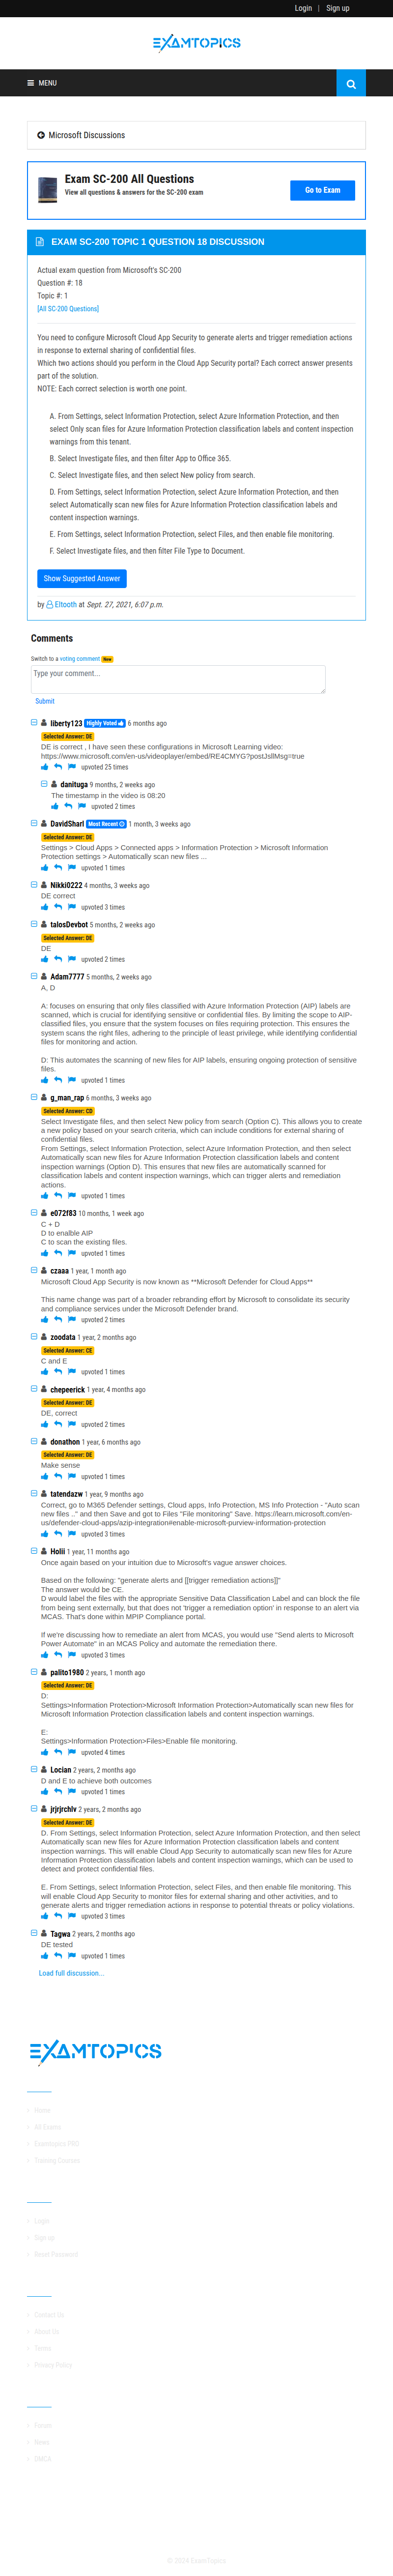 Login | Sign up
EXAMTOPICS
MENU
Microsoft Discussions
Exam SC-200 All Questions
View all questions & answers for the SC-200 exam
Go to Exam
EXAM SC-200 TOPIC 1 QUESTION 18 DISCUSSION
Actual exam question from Microsoft's SC-200
Question #: 18
Topic #: 1
[All SC-200 Questions]
You need to configure Microsoft Cloud App Security to generate alerts and trigger remediation actions
in response to external sharing of confidential files.
Which two actions should you perform in the Cloud App Security portal? Each correct answer presents
part of the solution.
NOTE: Each correct selection is worth one point.
A. From Settings, select Information Protection, select Azure Information Protection, and then
select Only scan files for Azure Information Protection classification labels and content inspection
warnings from this tenant.
B. Select Investigate files, and then filter App to Office 365.
C. Select Investigate files, and then select New policy from search.
D. From Settings, select Information Protection, select Azure Information Protection, and then
select Automatically scan new files for Azure Information Protection classification labels and
content inspection warnings.
E. From Settings, select Information Protection, select Files, and then enable file monitoring.
F. Select Investigate files, and then filter File Type to Document.
Show Suggested Answer
by Eltooth at Sept. 27, 2021, 6:07 p.m.
Comments
Switch to a voting comment New
Type your comment...
Submit
liberty123 Highly Voted 6 months ago
Selected Answer: DE
DE is correct , I have seen these configurations in Microsoft Learning video:
https://www.microsoft.com/en-us/videoplayer/embed/RE4CMYG?postJsllMsg=true
upvoted 25 times
danituga 9 months, 2 weeks ago
The timestamp in the video is 08:20
upvoted 2 times
DavidSharl Most Recent 1 month, 3 weeks ago
Selected Answer: DE
Settings > Cloud Apps > Connected apps > Information Protection > Microsoft Information
Protection settings > Automatically scan new files ...
upvoted 1 times
Nikki0222 4 months, 3 weeks ago
DE correct
upvoted 3 times
talosDevbot 5 months, 2 weeks ago
Selected Answer: DE
DE
upvoted 2 times
Adam7777 5 months, 2 weeks ago
A, D
A: focuses on ensuring that only files classified with Azure Information Protection (AIP) labels are
scanned, which is crucial for identifying sensitive or confidential files. By limiting the scope to AIP-
classified files, you ensure that the system focuses on files requiring protection. This ensures the
system scans the right files, adhering to the principle of least privilege, while identifying confidential
files for monitoring and action.
D: This automates the scanning of new files for AIP labels, ensuring ongoing protection of sensitive
files.
upvoted 1 times
g_man_rap 6 months, 3 weeks ago
Selected Answer: CD
Select Investigate files, and then select New policy from search (Option C). This allows you to create
a new policy based on your search criteria, which can include conditions for external sharing of
confidential files.
From Settings, select Information Protection, select Azure Information Protection, and then select
Automatically scan new files for Azure Information Protection classification labels and content
inspection warnings (Option D). This ensures that new files are automatically scanned for
classification labels and content inspection warnings, which can trigger alerts and remediation
actions.
upvoted 1 times
e072f83 10 months, 1 week ago
C + D
D to enalble AIP
C to scan the existing files.
upvoted 1 times
czaaa 1 year, 1 month ago
Microsoft Cloud App Security is now known as **Microsoft Defender for Cloud Apps**
This name change was part of a broader rebranding effort by Microsoft to consolidate its security
and compliance services under the Microsoft Defender brand.
upvoted 2 times
zoodata 1 year, 2 months ago
Selected Answer: CE
C and E
upvoted 1 times
chepeerick 1 year, 4 months ago
Selected Answer: DE
DE, correct
upvoted 2 times
donathon 1 year, 6 months ago
Selected Answer: DE
Make sense
upvoted 1 times
tatendazw 1 year, 9 months ago
Correct, go to M365 Defender settings, Cloud apps, Info Protection, MS Info Protection - "Auto scan
new files .." and then Save and got to Files "File monitoring" Save. https://learn.microsoft.com/en-
us/defender-cloud-apps/azip-integration#enable-microsoft-purview-information-protection
upvoted 3 times
Holii 1 year, 11 months ago
Once again based on your intuition due to Microsoft's vague answer choices.
Based on the following: "generate alerts and [[trigger remediation actions]]"
The answer would be CE.
D would label the files with the appropriate Sensitive Data Classification Label and can block the file
from being sent externally, but that does not 'triger a remediation option' in response to an alert via
MCAS. That's done within MPIP Compliance portal.
If we're discussing how to remediate an alert from MCAS, you would use "Send alerts to Microsoft
Power Automate" in an MCAS Policy and automate the remediation there.
upvoted 3 times
palito1980 2 years, 1 month ago
Selected Answer: DE
D:
Settings>Information Protection>Microsoft Information Protection>Automatically scan new files for
Microsoft Information Protection classification labels and content inspection warnings.
E:
Settings>Information Protection>Files>Enable file monitoring.
upvoted 4 times
Locian 2 years, 2 months ago
D and E to achieve both outcomes
upvoted 1 times
jrjrjrchlv 2 years, 2 months ago
Selected Answer: DE
D. From Settings, select Information Protection, select Azure Information Protection, and then select
Automatically scan new files for Azure Information Protection classification labels and content
inspection warnings. This will enable Cloud App Security to automatically scan new files for Azure
Information Protection classification labels and content inspection warnings, which can be used to
detect and protect confidential files.
E. From Settings, select Information Protection, select Files, and then enable file monitoring. This
will enable Cloud App Security to monitor files for external sharing and other activities, and to
generate alerts and trigger remediation actions in response to potential threats or policy violations.
upvoted 3 times
Tagwa 2 years, 2 months ago
DE tested
upvoted 1 times
Load full discussion...
EXAMTOPICS
Home
All Exams
Examtopics PRO
Training Courses
Login
Sign up
Reset Password
Contact Us
About Us
Terms
Privacy Policy
Forum
News
DMCA
© 2024 ExamTopics